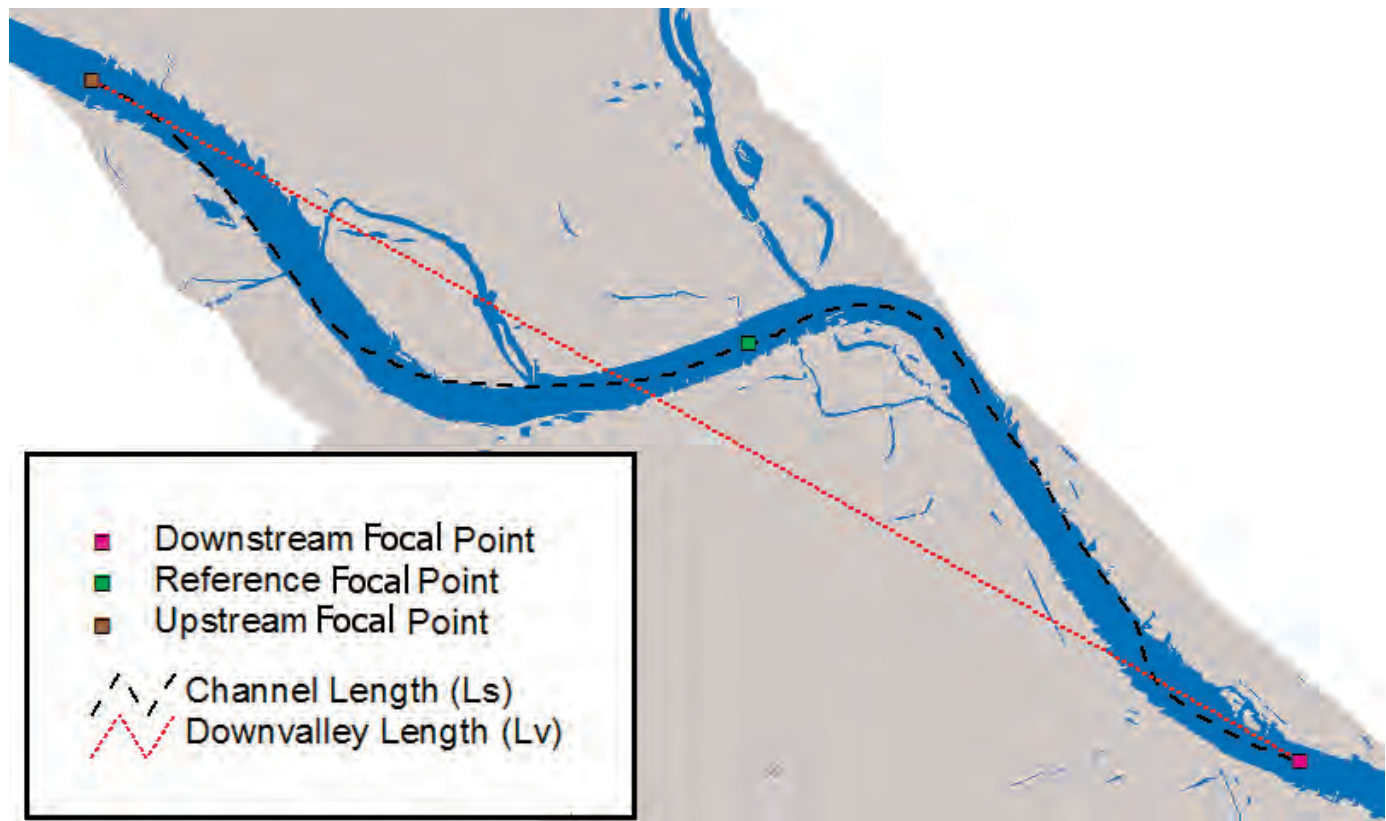 Downstream Focal Point
Reference Focal Point
Upstream Focal Point
Channel Length (Ls)
Downvalley Length (Lv)